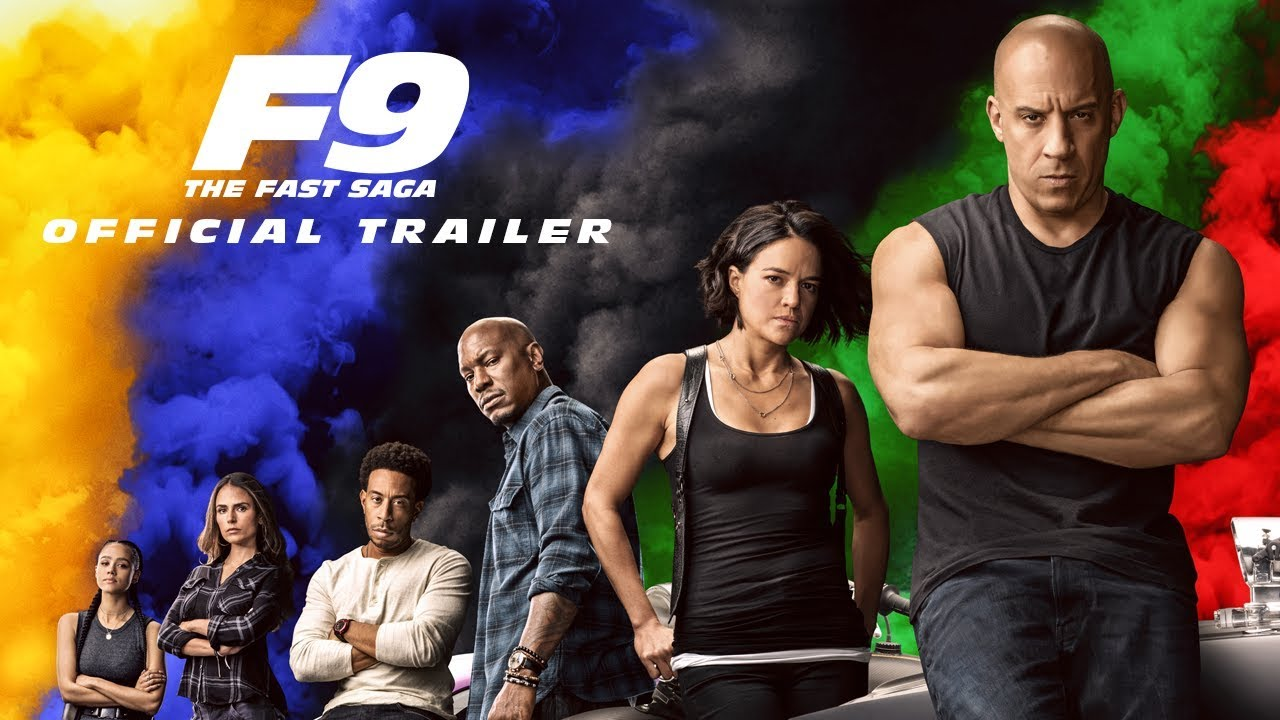 F9
THE FAST SAGA
OFFICIAL TRAILER